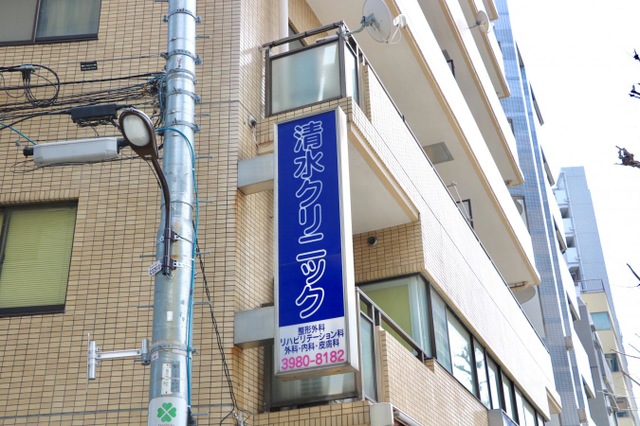 清水クリニック
整形外科
リハビリテーション科
外科・内科・皮膚科
3980-8182